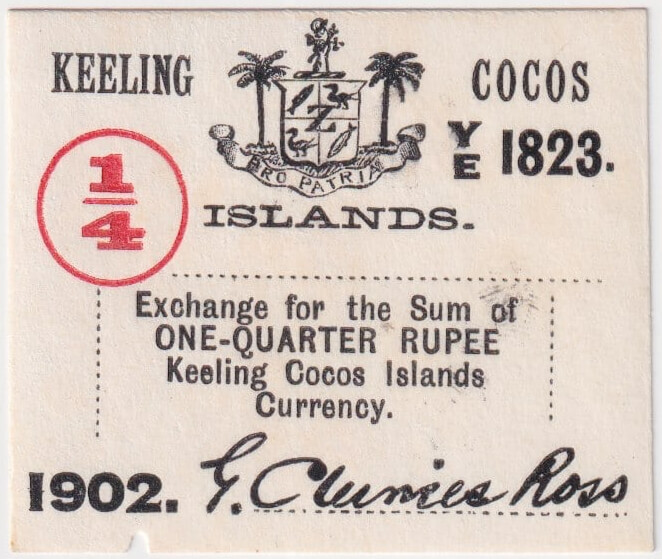 KEELING COCOS
YE 1823.
1/4
PRO PATRIA
ISLANDS.
Exchange for the Sum of
ONE-QUARTER RUPEE
Keeling Cocos Islands
Currency.
1902. G. Clunies Ross